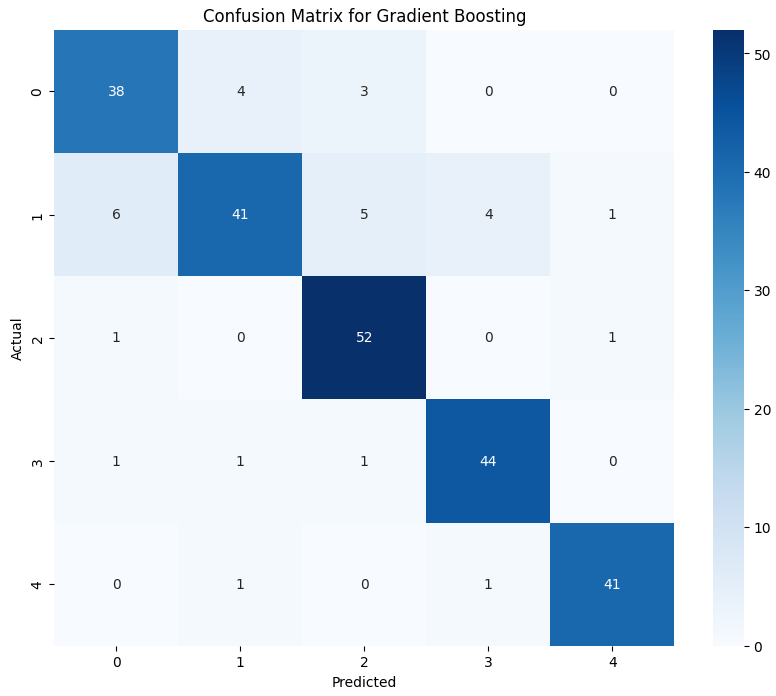 Confusion Matrix for Gradient Boosting
Actual
0 38 4 3 0 0
1 6 41 5 4 1
2 1 0 52 0 1
3 1 1 1 44 0
4 0 1 0 1 41
0 1 2 3 4
Predicted
50
40
30
20
10
0